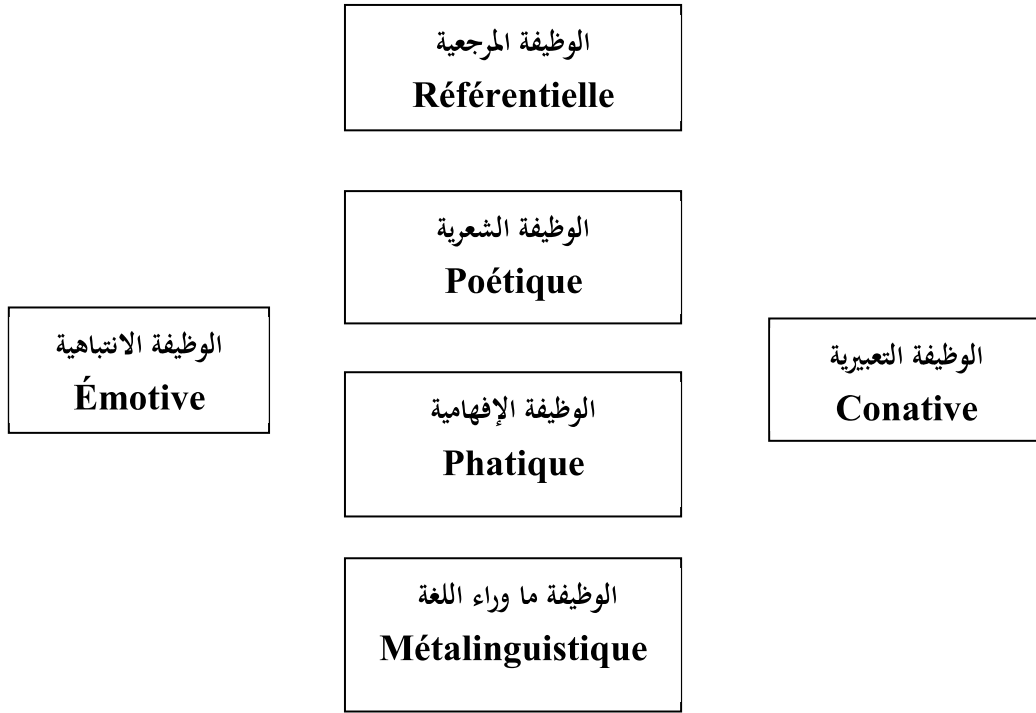 الوظيفة المرجعية
Référentielle
الوظيفة الشعرية
Poétique
الوظيفة الانتباهية
Émotive
الوظيفة التعبيرية
Conative
الوظيفة الإفهامية
Phatique
الوظيفة ما وراء اللغة
Métalinguistique